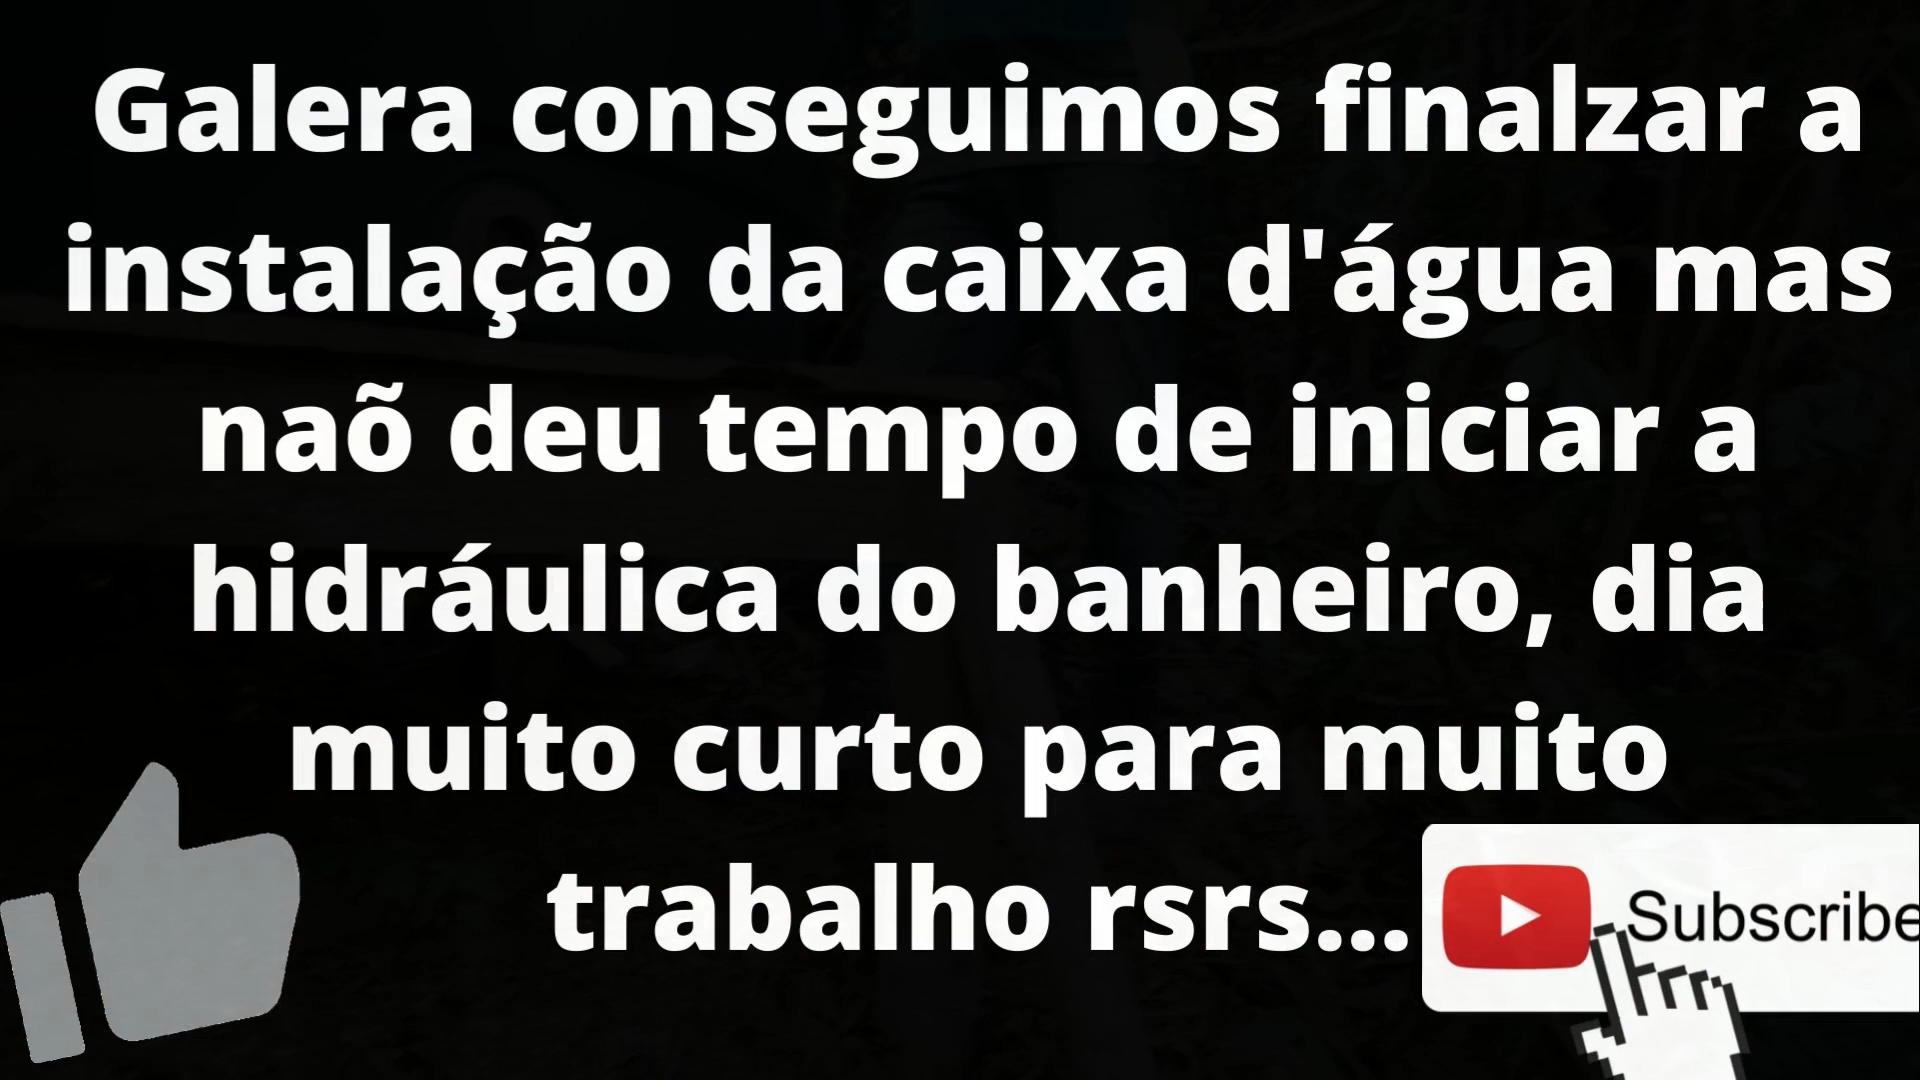 Galera conseguimos finalzar a
instalação da caixa d'água mas
naõ deu tempo de iniciar a
hidráulica do banheiro, dia
muito curto para muito
trabalho rsrs...
Subscribe